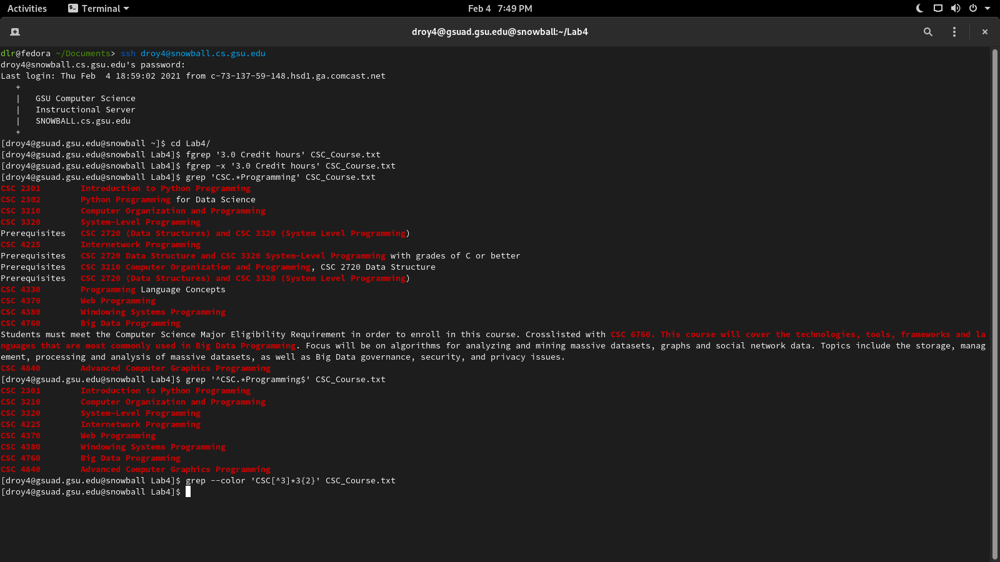 Activities Terminal Feb 4 7:49 PM
droy4@gsuad.gsu.edu@snowball:~/Lab4
dlr@fedora ~/Documents> ssh droy4@snowball.cs.gsu.edu
droy4@snowball.cs.gsu.edu's password:
Last login: Thu Feb  4 18:59:02 2021 from c-73-137-59-148.hsd1.ga.comcast.net
   +
   |   GSU Computer Science
   |   Instructional Server
   |   SNOWBALL.cs.gsu.edu
   +
[droy4@gsuad.gsu.edu@snowball ~]$ cd Lab4/
[droy4@gsuad.gsu.edu@snowball Lab4]$ fgrep '3.0 Credit hours' CSC_Course.txt
[droy4@gsuad.gsu.edu@snowball Lab4]$ fgrep -x '3.0 Credit hours' CSC_Course.txt
[droy4@gsuad.gsu.edu@snowball Lab4]$ grep 'CSC.*Programming' CSC_Course.txt
CSC 2301        Introduction to Python Programming
CSC 2302        Python Programming for Data Science
CSC 3210        Computer Organization and Programming
CSC 3320        System-Level Programming
Prerequisites   CSC 2720 (Data Structures) and CSC 3320 (System Level Programming)
CSC 4225        Internetwork Programming
Prerequisites   CSC 2720 Data Structure and CSC 3320 System-Level Programming with grades of C or better
Prerequisites   CSC 3210 Computer Organization and Programming, CSC 2720 Data Structure
Prerequisites   CSC 2720 (Data Structures) and CSC 3320 (System Level Programming)
CSC 4330        Programming Language Concepts
CSC 4370        Web Programming
CSC 4380        Windowing Systems Programming
CSC 4760        Big Data Programming
Students must meet the Computer Science Major Eligibility Requirement in order to enroll in this course. Crosslisted with CSC 6760. This course will cover the technologies, tools, frameworks and la
nguages that are most commonly used in Big Data Programming. Focus will be on algorithms for analyzing and mining massive datasets, graphs and social network data. Topics include the storage, manag
ement, processing and analysis of massive datasets, as well as Big Data governance, security, and privacy issues.
CSC 4840        Advanced Computer Graphics Programming
[droy4@gsuad.gsu.edu@snowball Lab4]$ grep '^CSC.*Programming$' CSC_Course.txt
CSC 2301        Introduction to Python Programming
CSC 3210        Computer Organization and Programming
CSC 3320        System-Level Programming
CSC 4225        Internetwork Programming
CSC 4370        Web Programming
CSC 4380        Windowing Systems Programming
CSC 4760        Big Data Programming
CSC 4840        Advanced Computer Graphics Programming
[droy4@gsuad.gsu.edu@snowball Lab4]$ grep --color 'CSC[^3]*3{2}' CSC_Course.txt
[droy4@gsuad.gsu.edu@snowball Lab4]$